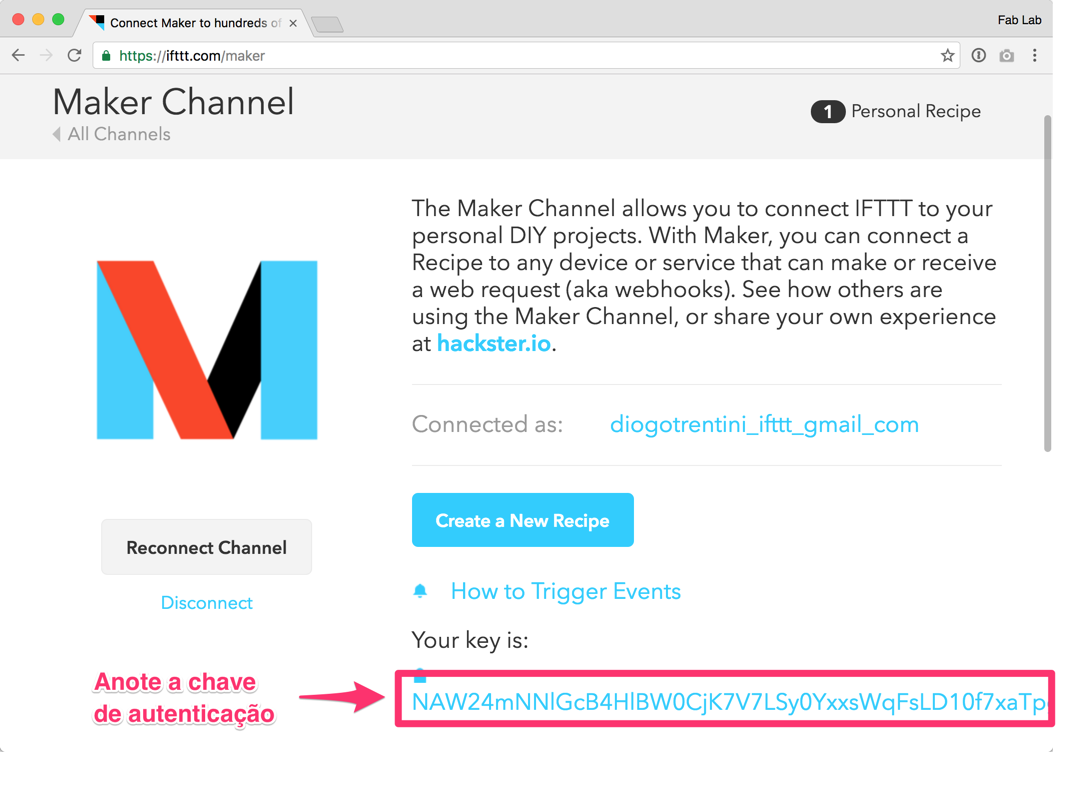 Connect Maker to hundreds of
Fab Lab
https://ifttt.com/maker
Maker Channel
All Channels
1 Personal Recipe
The Maker Channel allows you to connect IFTTT to your
personal DIY projects. With Maker, you can connect a
Recipe to any device or service that can make or receive
a web request (aka webhooks). See how others are
using the Maker Channel, or share your own experience
at hackster.io.
Connected as: diogotrentini_ifttt_gmail_com
Create a New Recipe
Reconnect Channel
Disconnect
How to Trigger Events
Your key is:
Anote a chave
de autenticação
NAW24mNNlGcB4HlBW0CjK7V7LSy0YxxsWqFsLD10f7xaTp